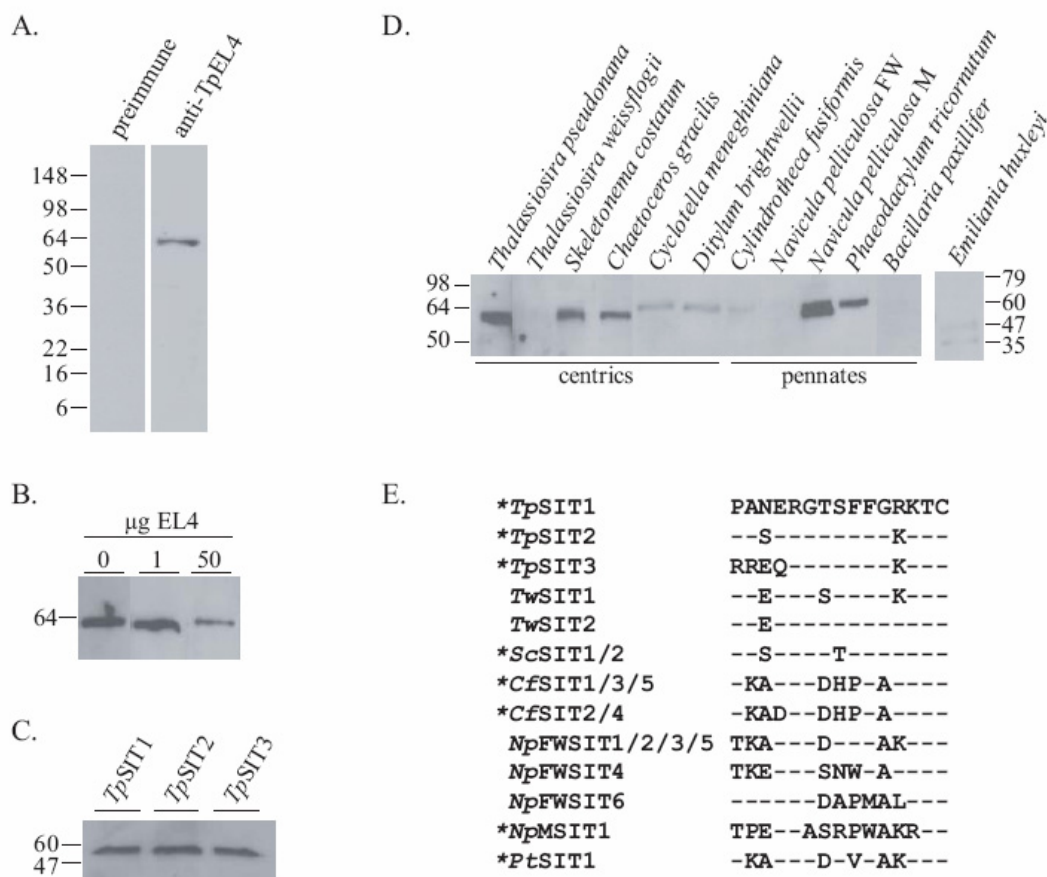 A.
preimmune
anti-TpEL4
148
98
64
50
36
22
16
6
B.
µg EL4
0 1 50
64
C.
TpSIT1
TpSIT2
TpSIT3
60
47
D.
Thalassiosira pseudonana
Thalassiosira weissflogii
Skeletonema costatum
Chaetoceros gracilis
Cyclotella meneghiniana
Ditylum brightwellii
Cylindrotheca fusiformis
Navicula pelliculosa FW
Navicula pelliculosa M
Phaeodactylum tricornutum
Bacillaria paxillifer
Emiliania huxleyi
98
64
50
79
60
47
35
centrics
pennates
E.
*TpSIT1 PANERGTSFFGRKTC
*TpSIT2 --S--------K---
*TpSIT3 RREQ-------K---
TwSIT1 --E---S----K---
TwSIT2 --E------------
*ScSIT1/2 --S----T-------
*CfSIT1/3/5 -KA---DHP-A----
*CfSIT2/4 -KAD--DHP-A----
NpFWSIT1/2/3/5 TKA---D---AK---
NpFWSIT4 TKE---SNW-A----
NpFWSIT6 ------DAPMAL---
*NpMSIT1 TPE--ASRPWAKR--
*PtSIT1 -KA---D-V-AK---